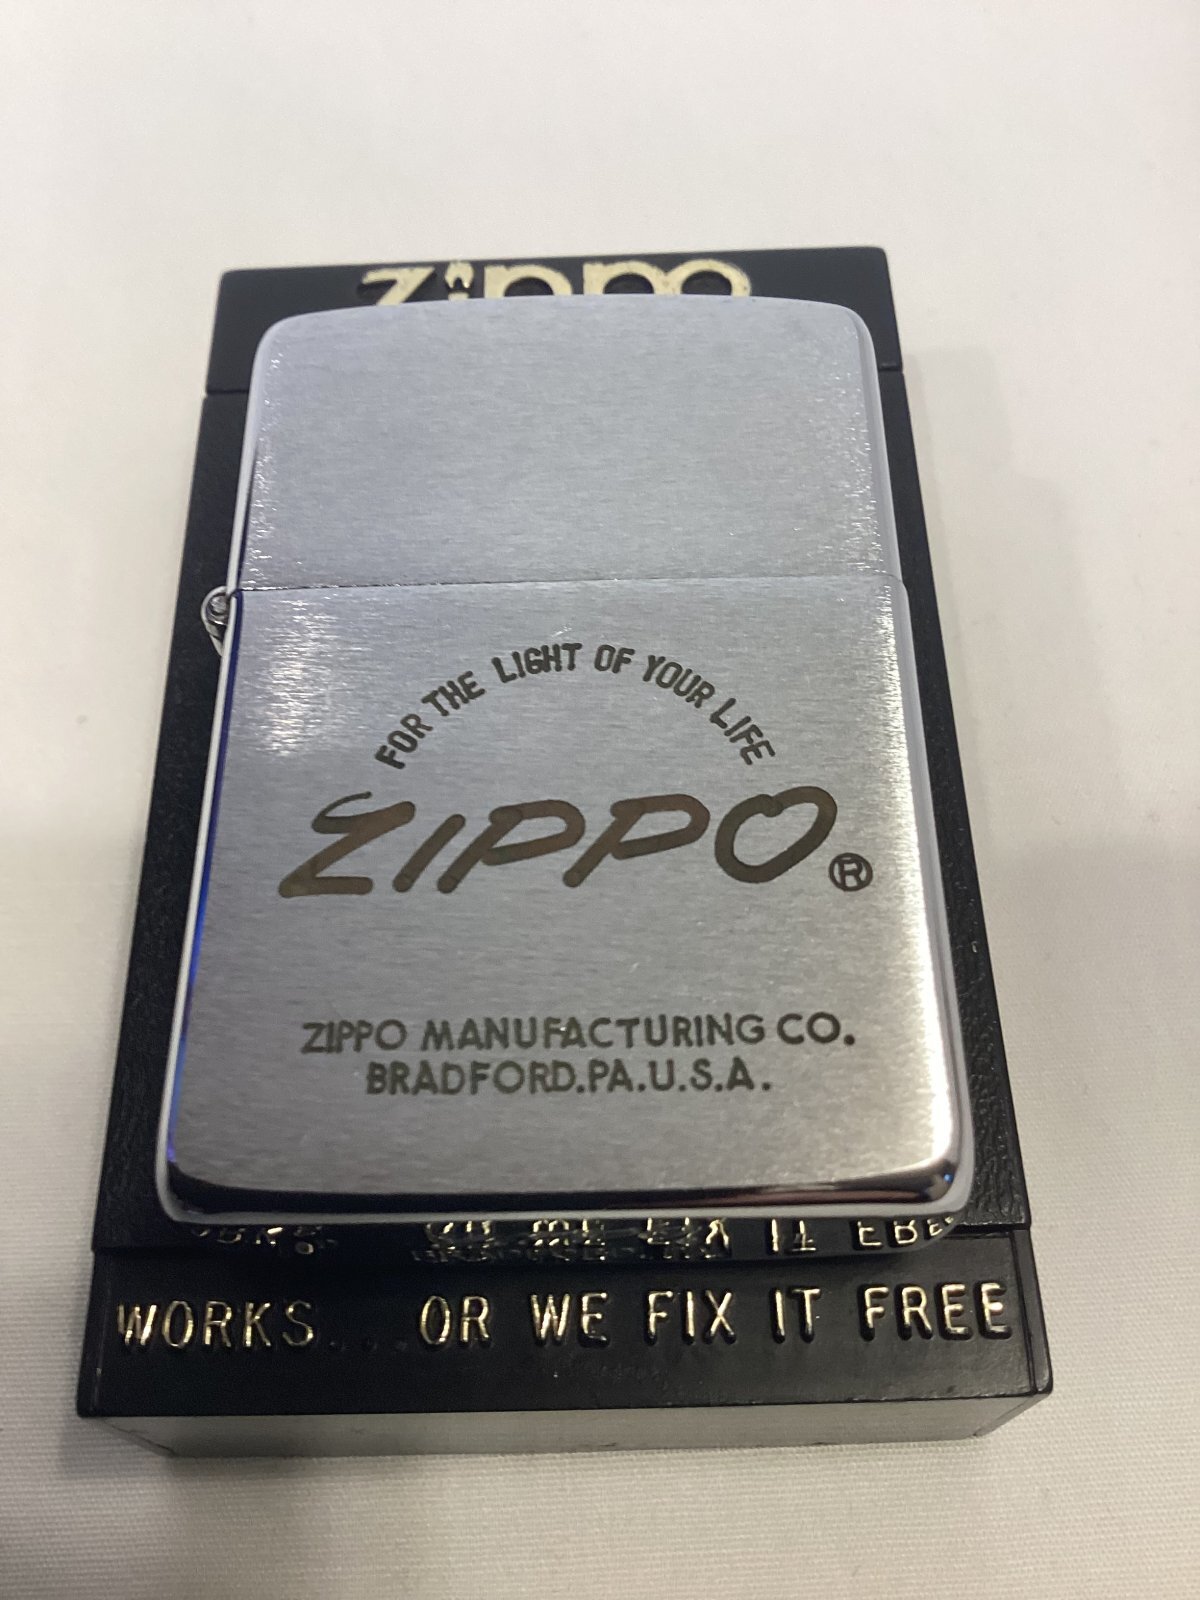 zippo
FOR THE LIGHT OF YOUR LIFE
ZIPPO®
ZIPPO MANUFACTURING CO.
BRADFORD.PA.U.S.A.
WORKS... OR WE FIX IT FREE